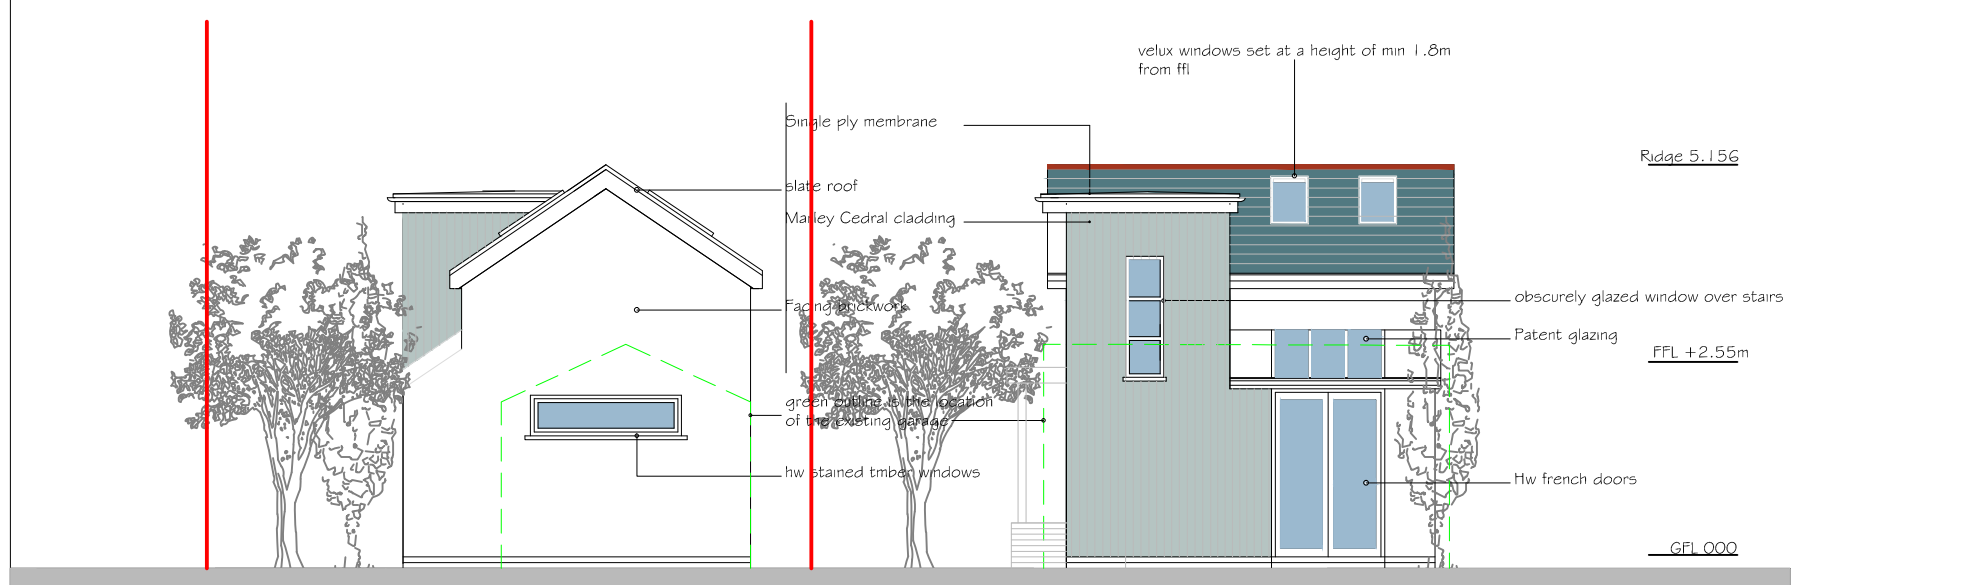 velux windows set at a height of min 1.8m
from ffl
Single ply membrane
Ridge 5.156
slate roof
Marley Cedral cladding
obscurely glazed window over stairs
Facing brickwork
Patent glazing
FFL +2.55m
green outline is the location
of the existing garage
hw stained tmber windows
Hw french doors
GFL 000